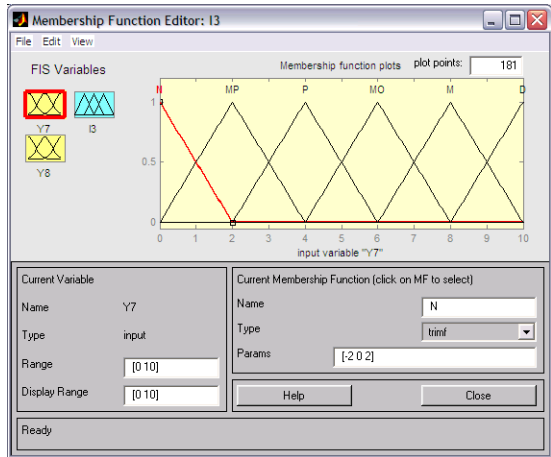 Membership Function Editor: I3
File Edit View
FIS Variables
Y7
I3
Y8
Membership function plots
plot points:
181
N MP P MO M D
1
0.5
0
0 1 2 3 4 5 6 7 8 9 10
input variable "Y7"
Current Variable
Name Y7
Type input
Range [0 10]
Display Range [0 10]
Current Membership Function (click on MF to select)
Name N
Type trimf
Params [-2 0 2]
Help Close
Ready